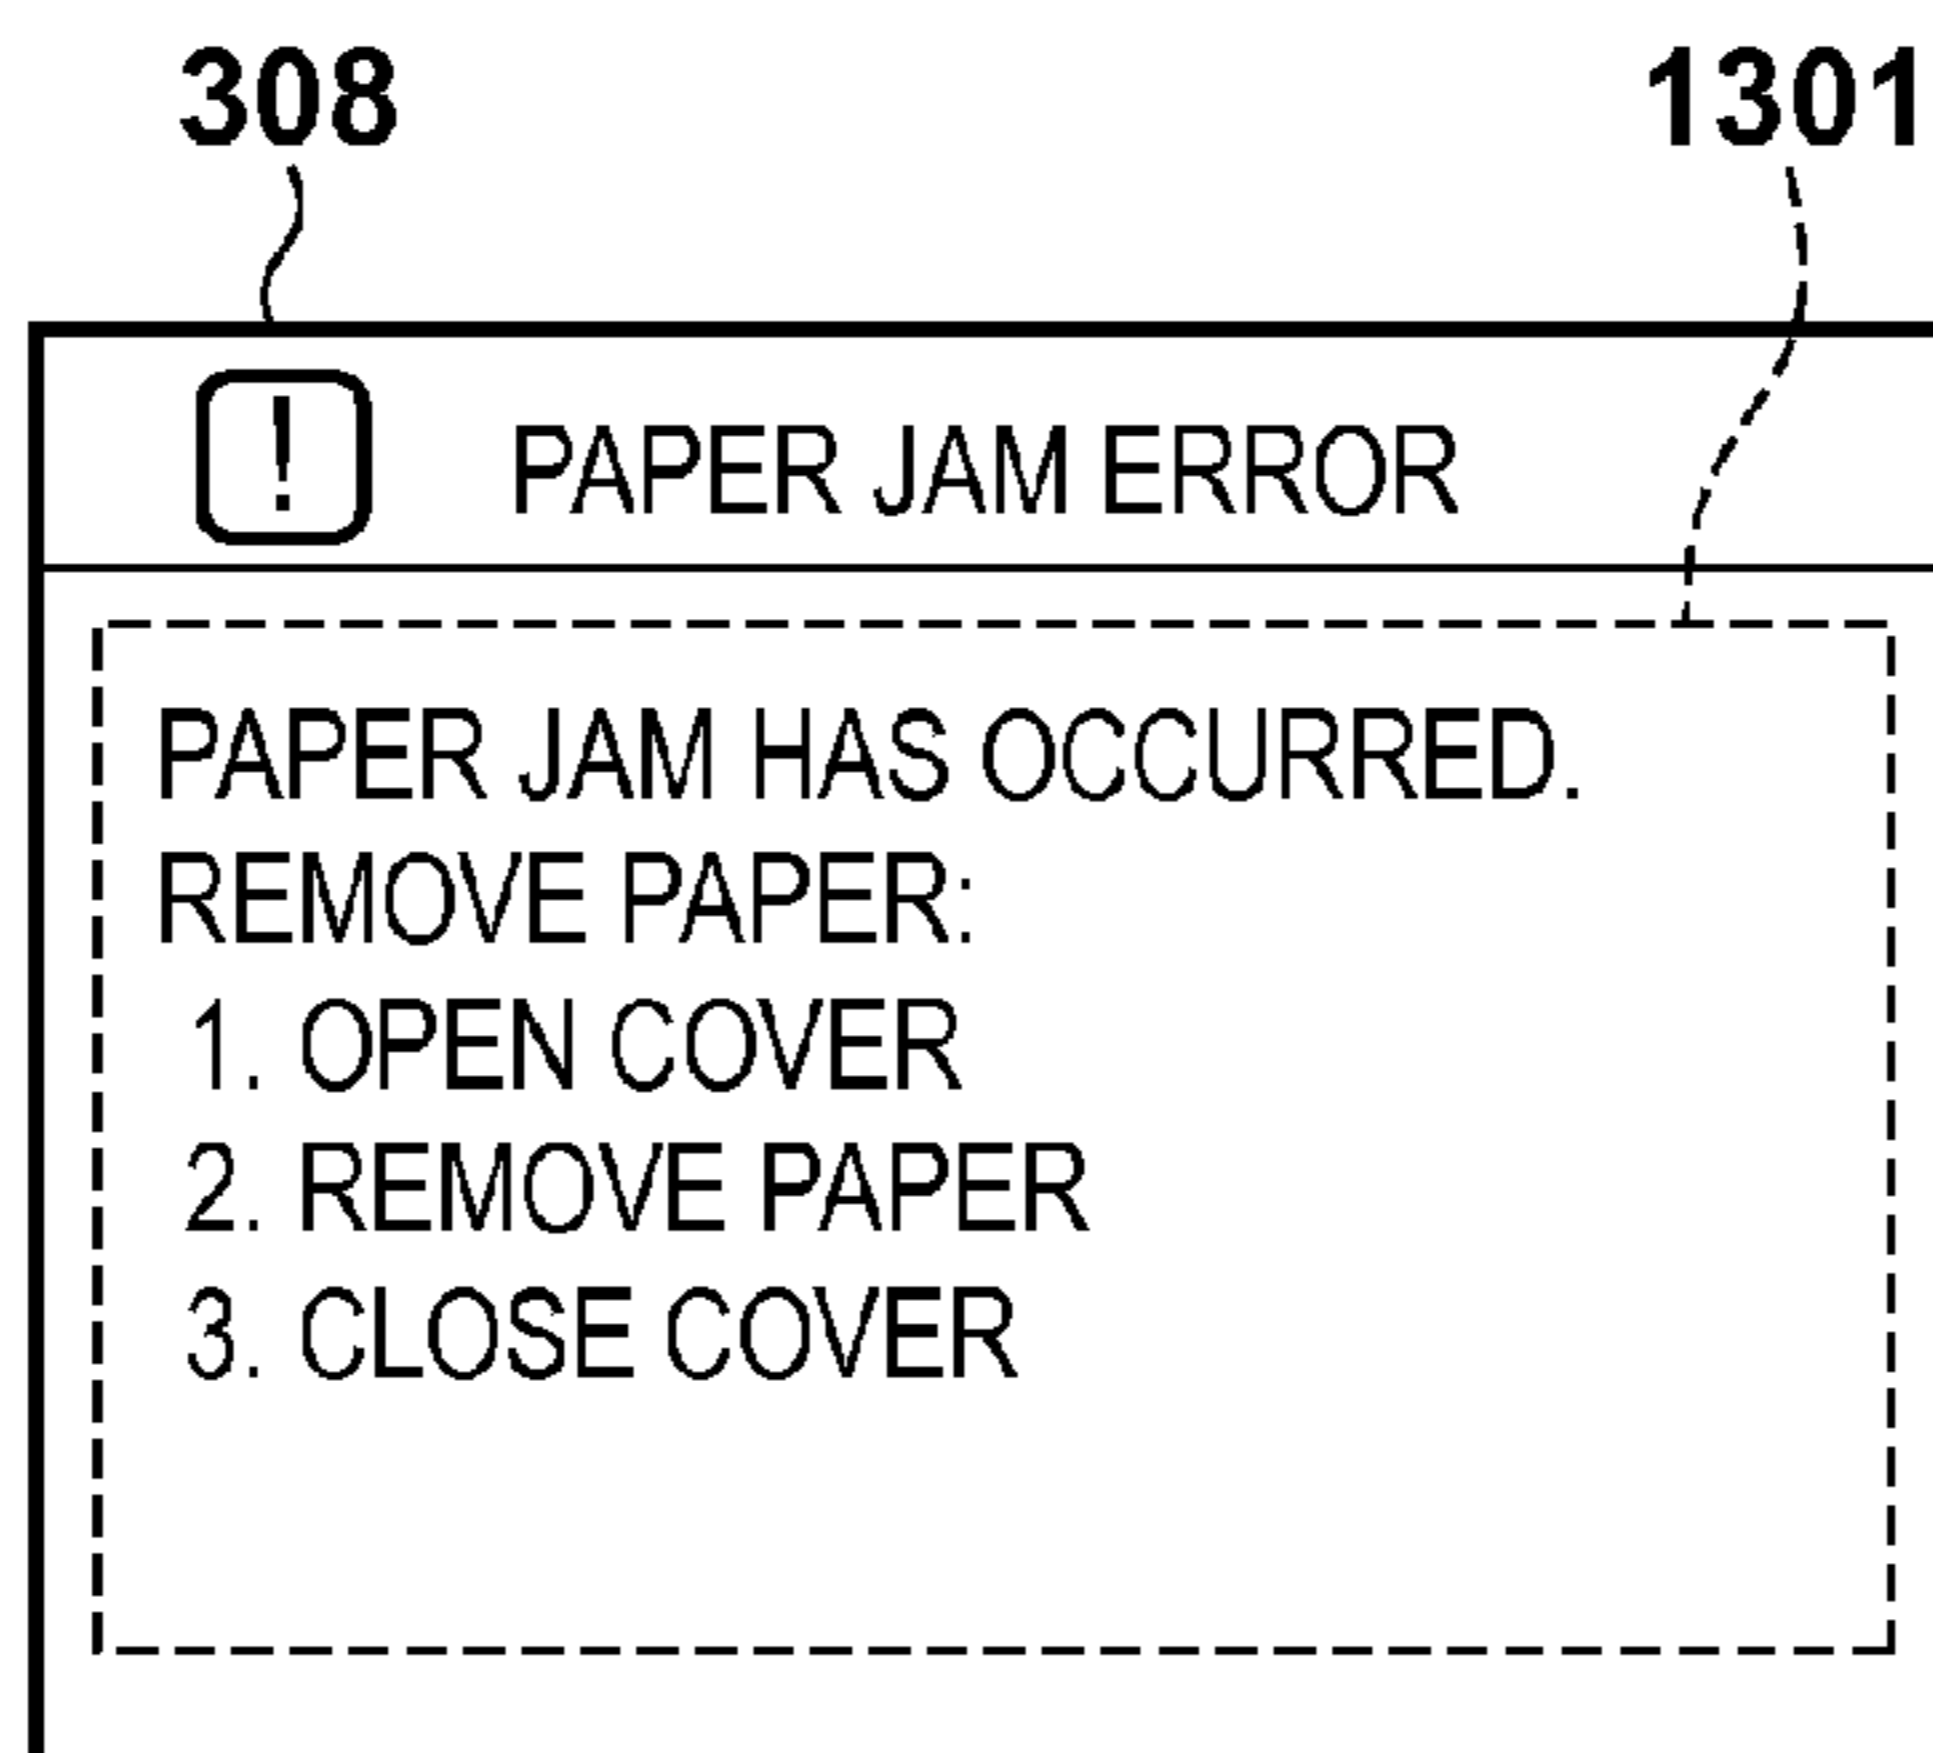 308 1301
! PAPER JAM ERROR
PAPER JAM HAS OCCURRED.
REMOVE PAPER:
1. OPEN COVER
2. REMOVE PAPER
3. CLOSE COVER